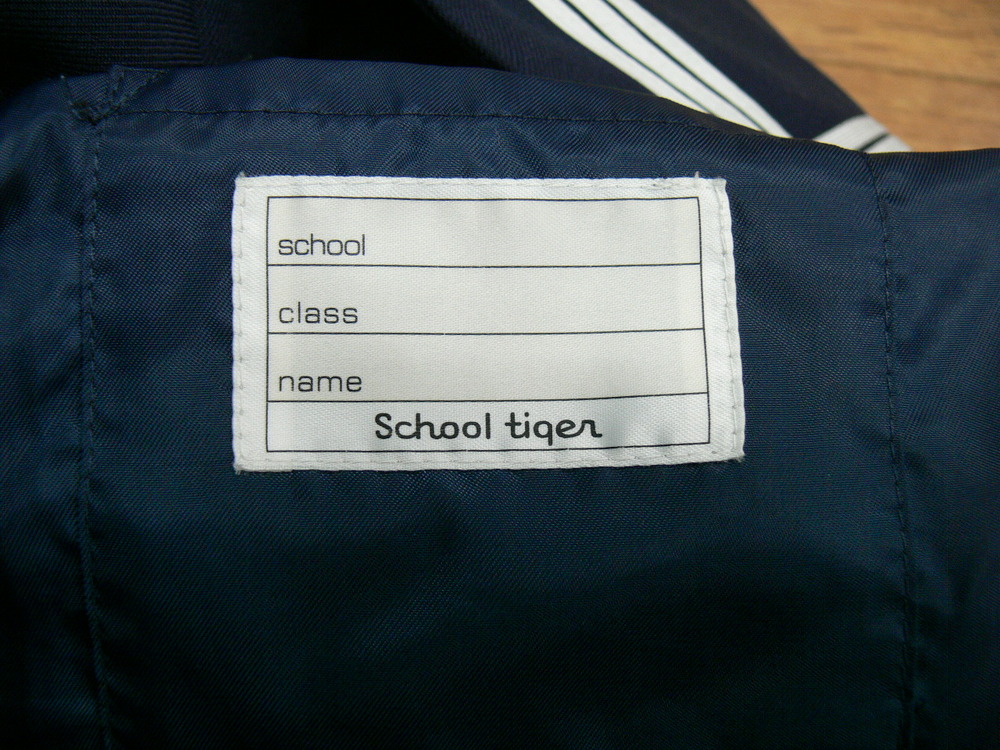 school
class
name
School tiger